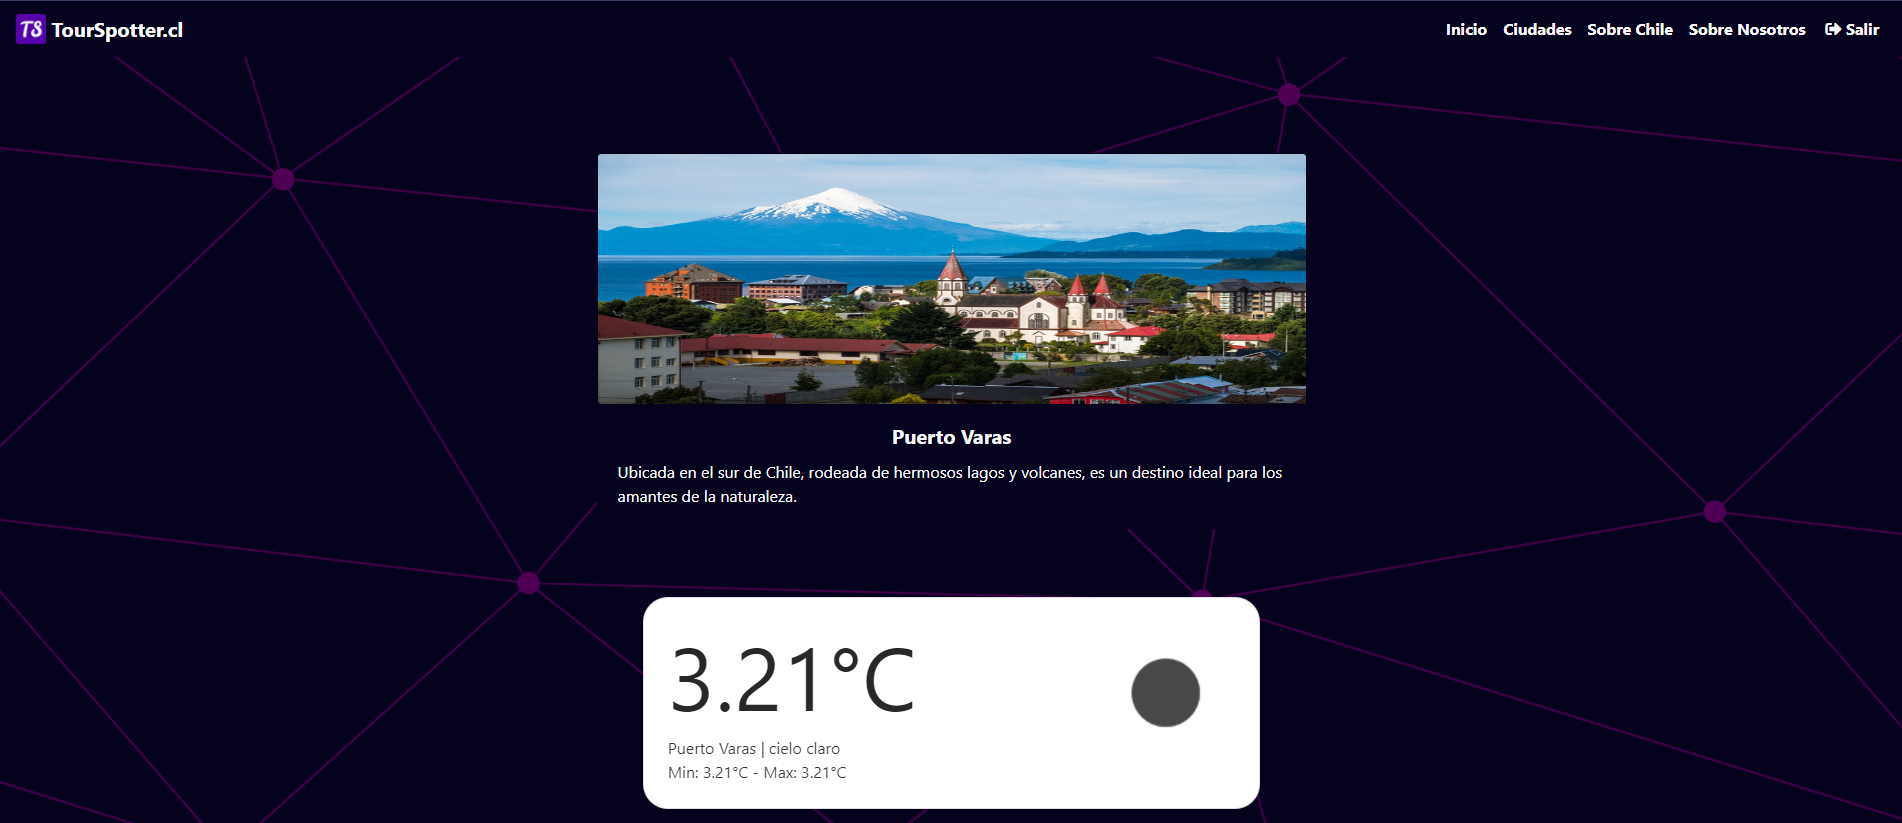 TS TourSpotter.cl
Inicio Ciudades Sobre Chile Sobre Nosotros Salir
Puerto Varas
Ubicada en el sur de Chile, rodeada de hermosos lagos y volcanes, es un destino ideal para los
amantes de la naturaleza.
3.21°C
Puerto Varas | cielo claro
Min: 3.21°C - Max: 3.21°C